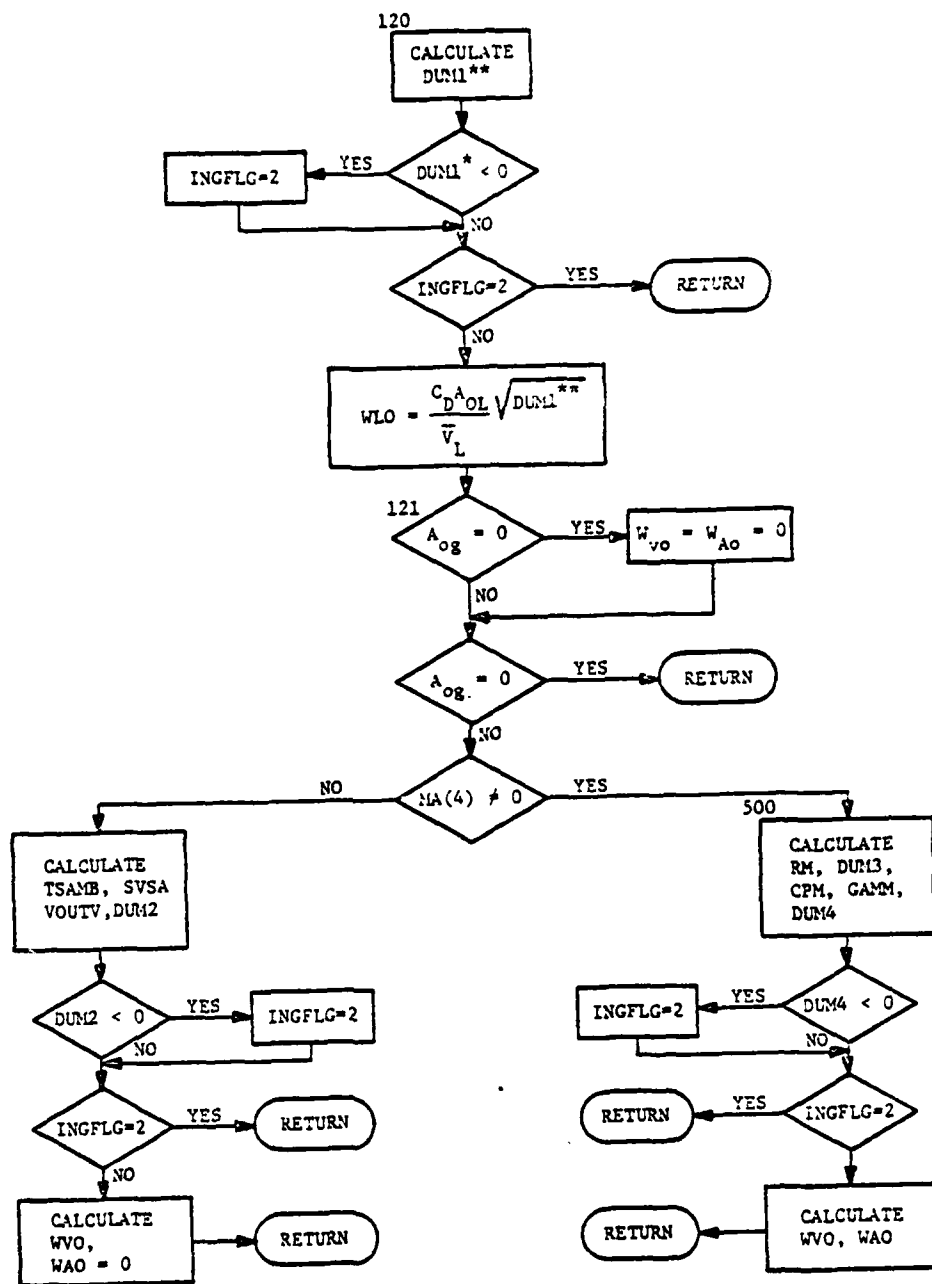 120
CALCULATE
DUM1**
DUM1* < 0
YES
INGFLG=2
NO
INGFLG=2
YES
RETURN
NO
WLO = C_D A_OL / V̅_L √DUM1**
121
A_og = 0
YES
W_vo = W_Ao = 0
NO
A_og. = 0
YES
RETURN
NO
MA(4) ≠ 0
NO
YES
CALCULATE
TSAMB, SVSA
VOUTV,DUM2
DUM2 < 0
YES
INGFLG=2
NO
INGFLG=2
YES
RETURN
NO
CALCULATE
WVO,
WAO = 0
RETURN
500
CALCULATE
RM, DUM3,
CPM, GAMM,
DUM4
DUM4 < 0
YES
INGFLG=2
NO
INGFLG=2
YES
RETURN
CALCULATE
WVO, WAO
RETURN